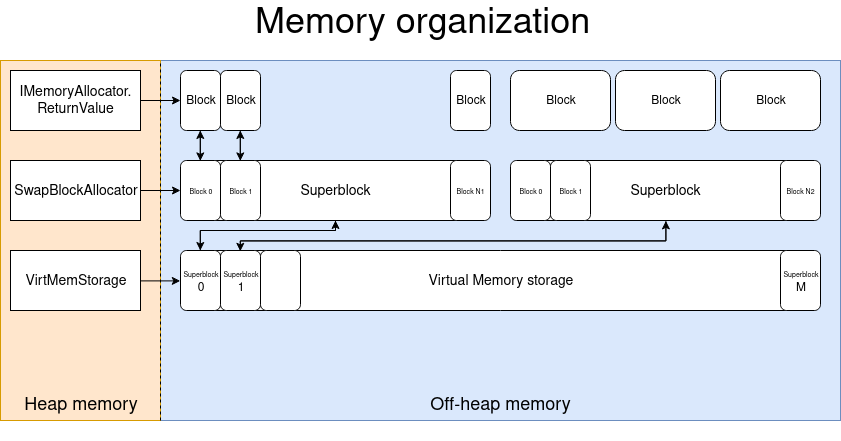 Memory organization
IMemoryAllocator.
ReturnValue
Block
Block
Block
Block
Block
Block
SwapBlockAllocator
Block 0
Block 1
Superblock
Block N1
Block 0
Block 1
Superblock
Block N2
VirtMemStorage
Superblock
0
Superblock
1
Virtual Memory storage
Superblock
M
Heap memory
Off-heap memory